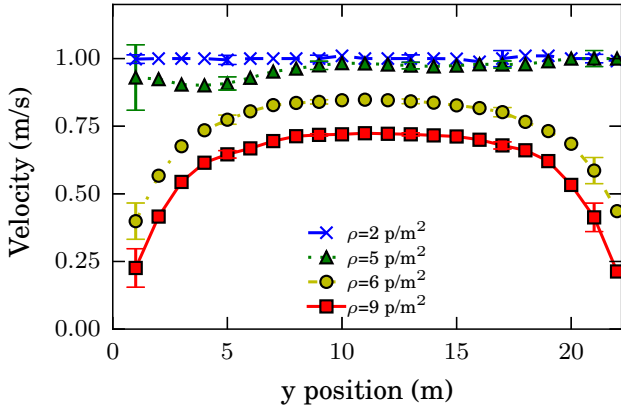 1.00
0.75
0.50
0.25
0.00
Velocity (m/s)
ρ=2 p/m²
ρ=5 p/m²
ρ=6 p/m²
ρ=9 p/m²
0 5 10 15 20
y position (m)